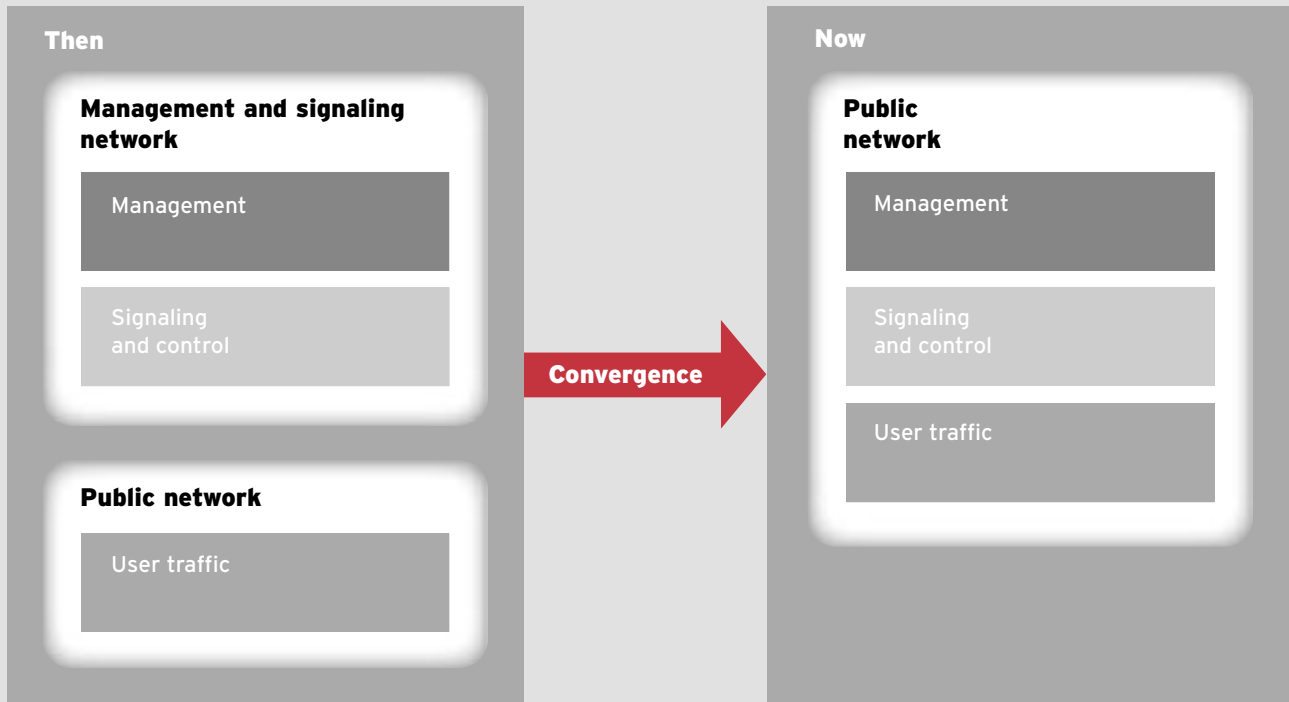 Then
Management and signaling
network
Management
Signaling
and control
Public network
User traffic
Convergence
Now
Public
network
Management
Signaling
and control
User traffic